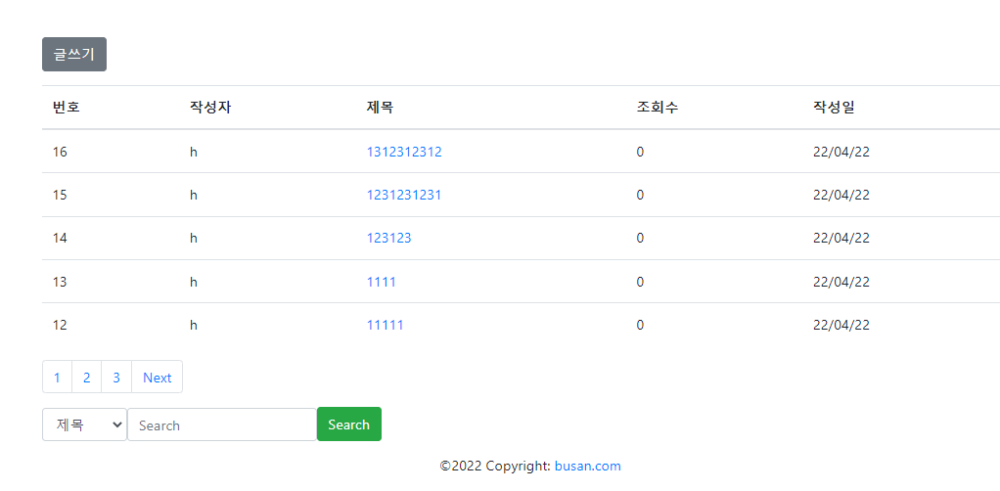 글쓰기
번호 작성자 제목 조회수 작성일
16 h 1312312312 0 22/04/22
15 h 1231231231 0 22/04/22
14 h 123123 0 22/04/22
13 h 1111 0 22/04/22
12 h 11111 0 22/04/22
1 2 3 Next
제목 Search Search
©2022 Copyright: busan.com